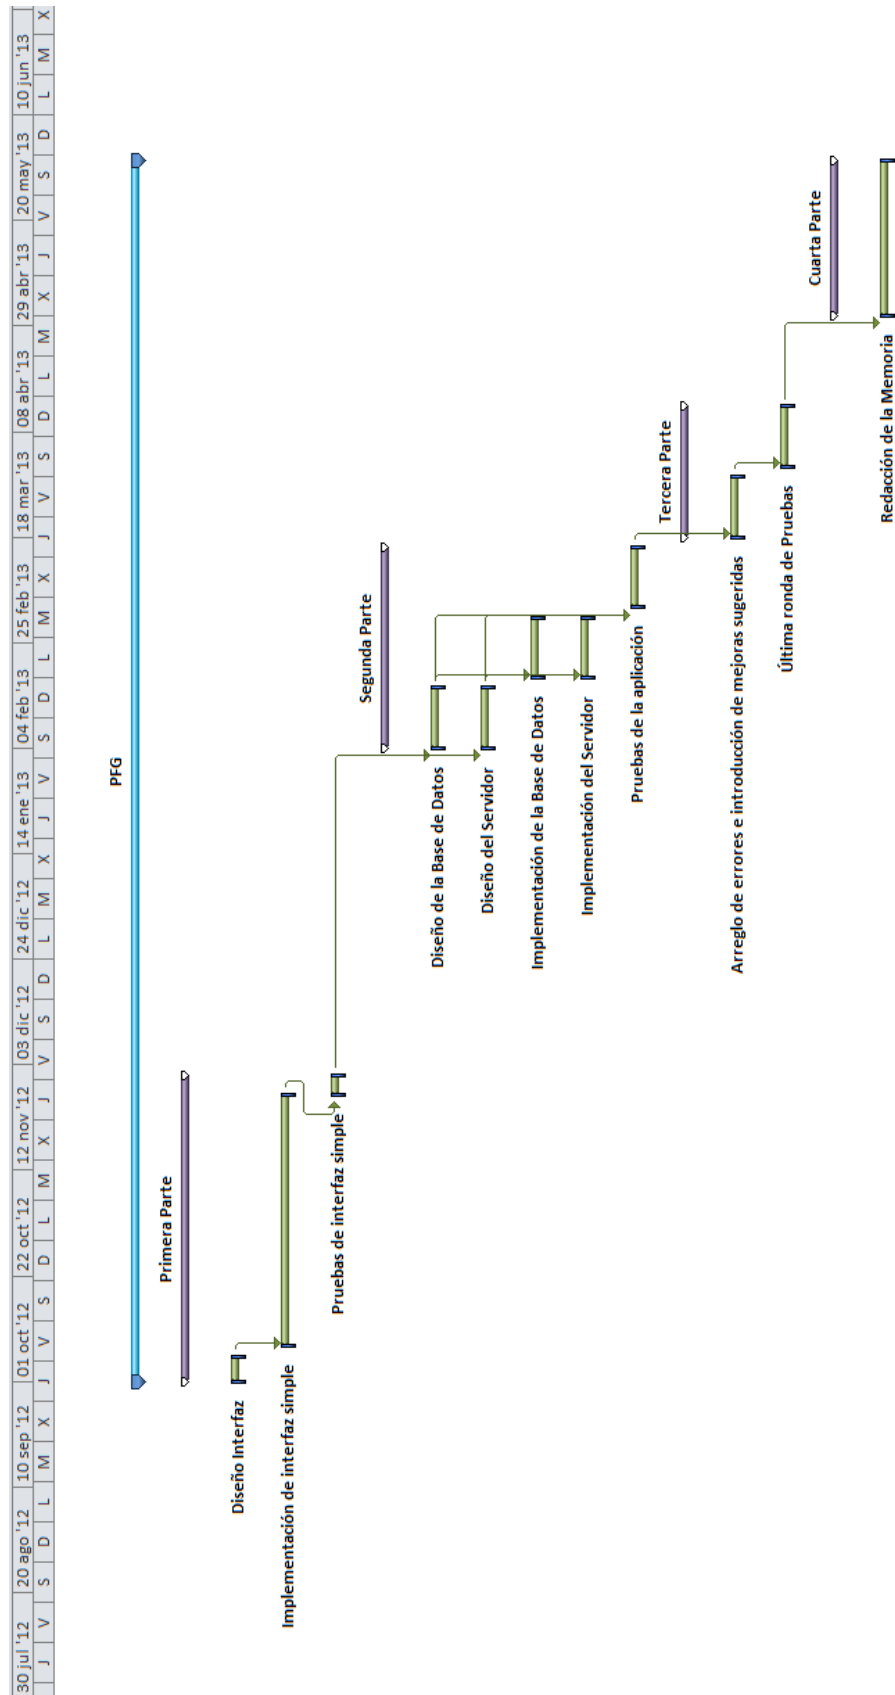 30 jul '12 20 ago '12 10 sep '12 01 oct '12 22 oct '12 12 nov '12 03 dic '12 24 dic '12 14 ene '13 04 feb '13 25 feb '13 18 mar '13 08 abr '13 29 abr '13 20 may '13 10 jun '13
J V S D L M X J V S D L M X J V S D L M X J V S D L M X J V S D L M X J V S D L M X
PFG
Primera Parte
Diseño Interfaz
Implementación de interfaz simple
Pruebas de interfaz simple
Segunda Parte
Diseño de la Base de Datos
Diseño del Servidor
Implementación de la Base de Datos
Implementación del Servidor
Pruebas de la aplicación
Tercera Parte
Arreglo de errores e introducción de mejoras sugeridas
Última ronda de Pruebas
Cuarta Parte
Redacción de la Memoria